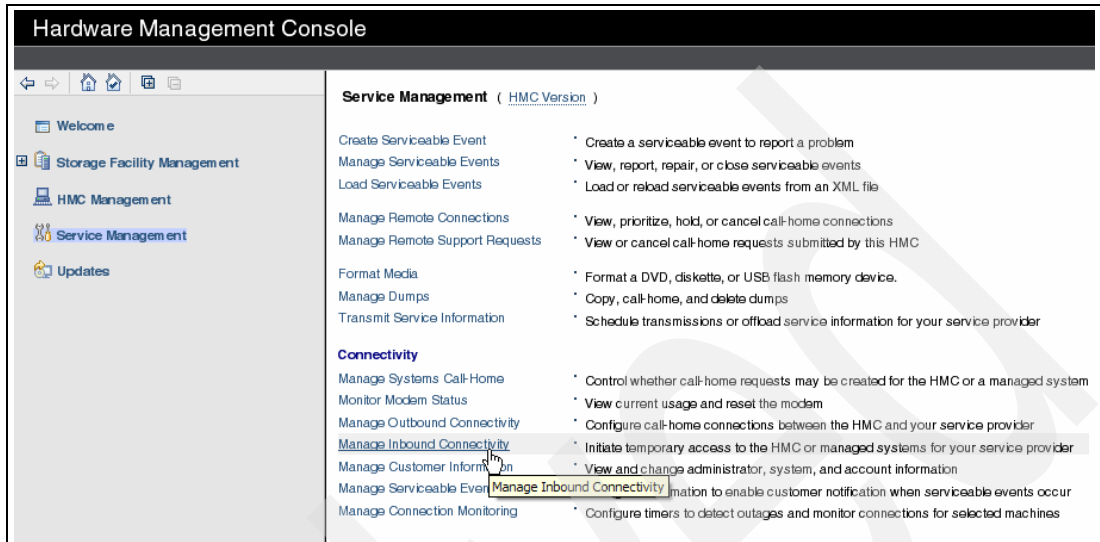 Hardware Management Console
Service Management ( HMC Version )
Welcome
Storage Facility Management
HMC Management
Service Management
Updates
Create Serviceable Event · Create a serviceable event to report a problem
Manage Serviceable Events · View, report, repair, or close serviceable events
Load Serviceable Events · Load or reload serviceable events from an XML file
Manage Remote Connections · View, prioritize, hold, or cancel call-home connections
Manage Remote Support Requests · View or cancel call-home requests submitted by this HMC
Format Media · Format a DVD, diskette, or USB flash memory device.
Manage Dumps · Copy, call-home, and delete dumps
Transmit Service Information · Schedule transmissions or offload service information for your service provider
Connectivity
Manage Systems Call-Home · Control whether call-home requests may be created for the HMC or a managed system
Monitor Modem Status · View current usage and reset the modem
Manage Outbound Connectivity · Configure call-home connections between the HMC and your service provider
Manage Inbound Connectivity · Initiate temporary access to the HMC or managed systems for your service provider
Manage Customer Inform on · View and change administrator, system, and account information
Manage Serviceable Even mation to enable customer notification when serviceable events occur
Manage Inbound Connectivity
Manage Connection Monitoring · Configure timers to detect outages and monitor connections for selected machines